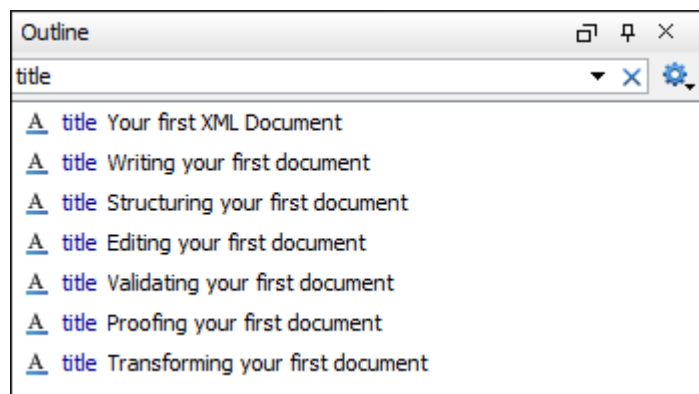 Outline
title
A title Your first XML Document
A title Writing your first document
A title Structuring your first document
A title Editing your first document
A title Validating your first document
A title Proofing your first document
A title Transforming your first document